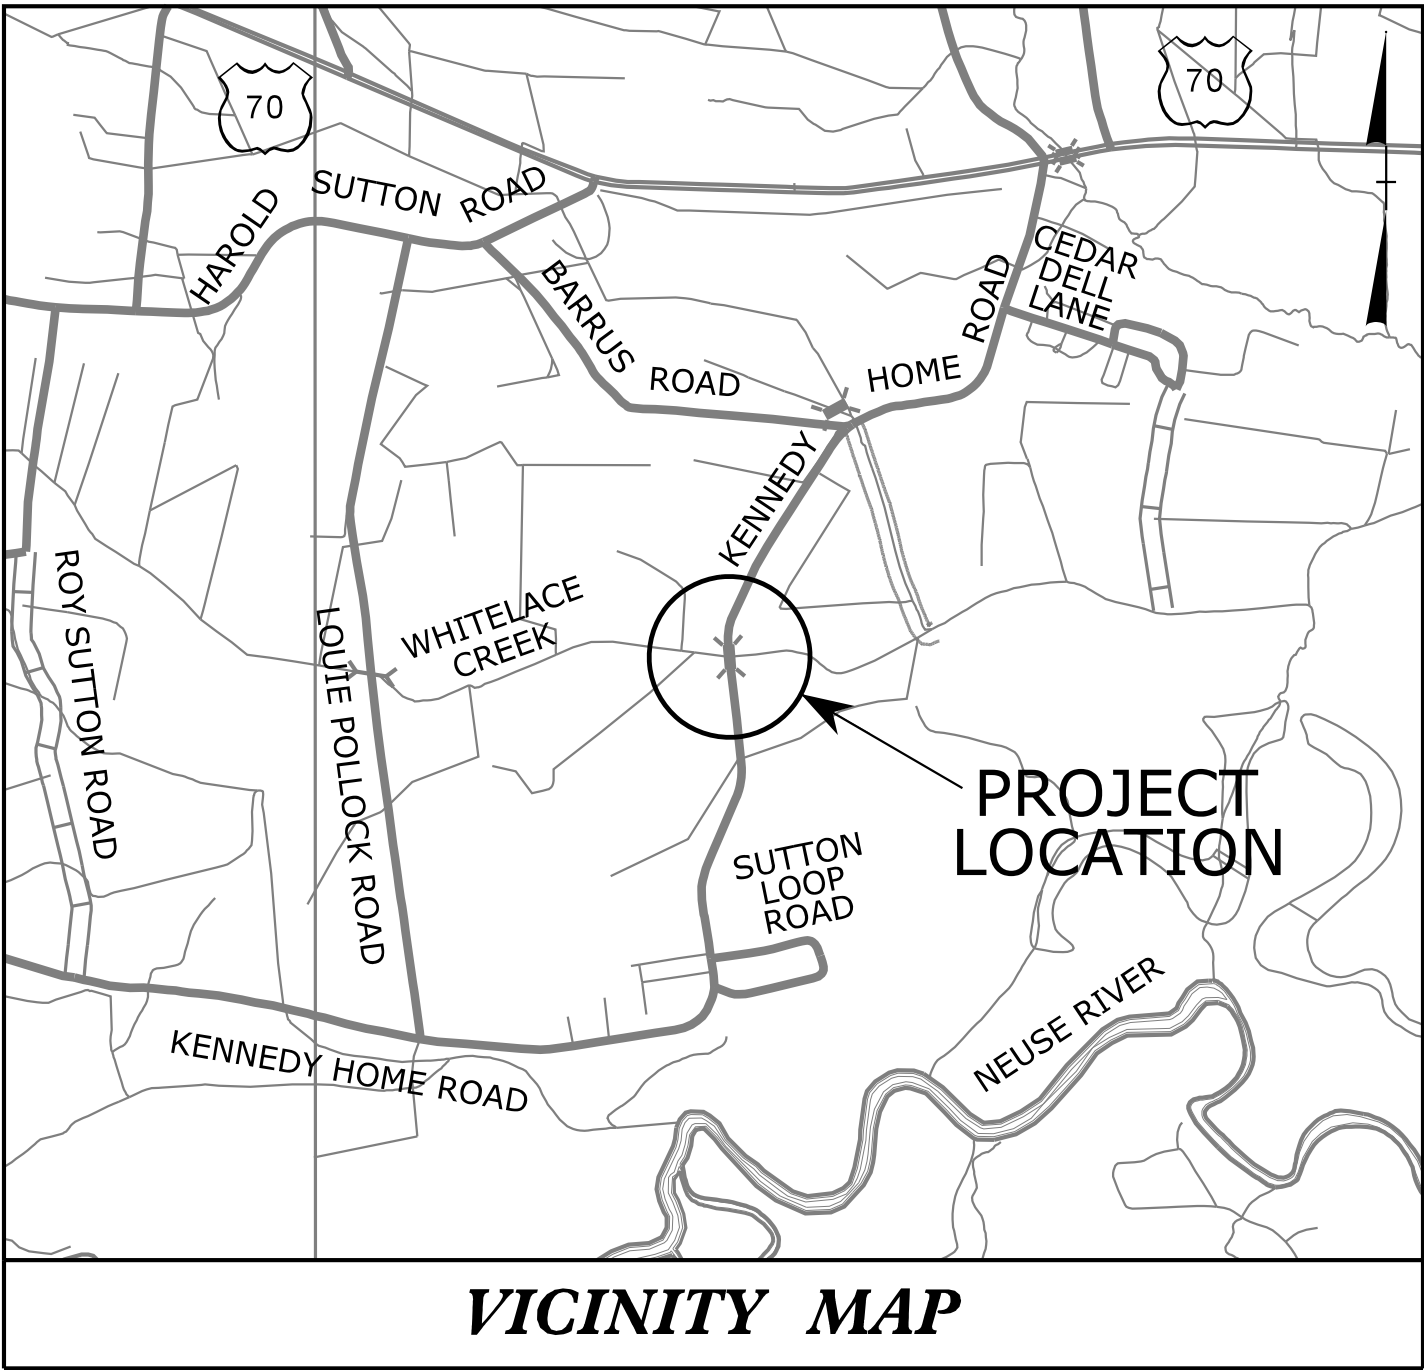 70
70
HAROLD SUTTON ROAD
CEDAR
DELL
LANE
BARRUS ROAD
KENNEDY HOME ROAD
ROY SUTTON ROAD
LOUIE POLLOCK ROAD
WHITELACE
CREEK
PROJECT
LOCATION
SUTTON
LOOP
ROAD
NEUSE RIVER
KENNEDY HOME ROAD
VICINITY MAP